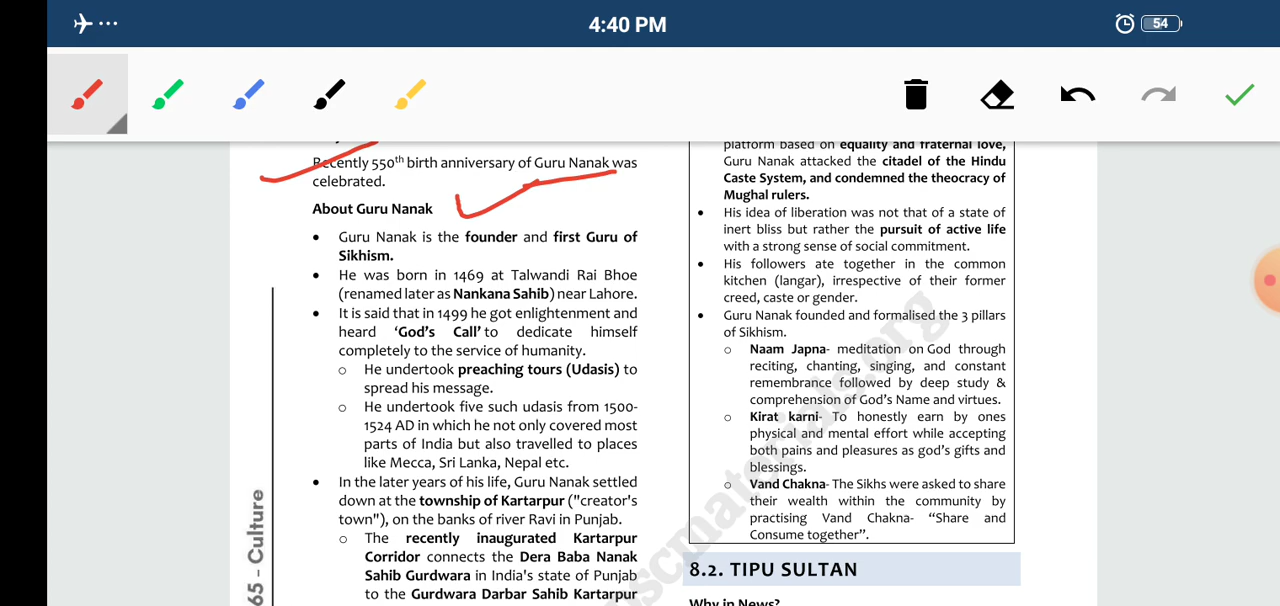 4:40 PM
54
Recently 550th birth anniversary of Guru Nanak was
celebrated.
About Guru Nanak
• Guru Nanak is the founder and first Guru of
Sikhism.
• He was born in 1469 at Talwandi Rai Bhoe
(renamed later as Nankana Sahib) near Lahore.
• It is said that in 1499 he got enlightenment and
heard ‘God’s Call’ to dedicate himself
completely to the service of humanity.
o He undertook preaching tours (Udasis) to
spread his message.
o He undertook five such udasis from 1500-
1524 AD in which he not only covered most
parts of India but also travelled to places
like Mecca, Sri Lanka, Nepal etc.
• In the later years of his life, Guru Nanak settled
down at the township of Kartarpur ("creator's
town"), on the banks of river Ravi in Punjab.
o The recently inaugurated Kartarpur
Corridor connects the Dera Baba Nanak
Sahib Gurdwara in India's state of Punjab
to the Gurdwara Darbar Sahib Kartarpur
65 - Culture
platform based on equality and fraternal love,
Guru Nanak attacked the citadel of the Hindu
Caste System, and condemned the theocracy of
Mughal rulers.
• His idea of liberation was not that of a state of
inert bliss but rather the pursuit of active life
with a strong sense of social commitment.
• His followers ate together in the common
kitchen (langar), irrespective of their former
creed, caste or gender.
• Guru Nanak founded and formalised the 3 pillars
of Sikhism.
o Naam Japna- meditation on God through
reciting, chanting, singing, and constant
remembrance followed by deep study &
comprehension of God’s Name and virtues.
o Kirat karni- To honestly earn by ones
physical and mental effort while accepting
both pains and pleasures as god’s gifts and
blessings.
o Vand Chakna- The Sikhs were asked to share
their wealth within the community by
practising Vand Chakna- “Share and
Consume together”.
8.2. TIPU SULTAN
Why in News?
scmaterials.org